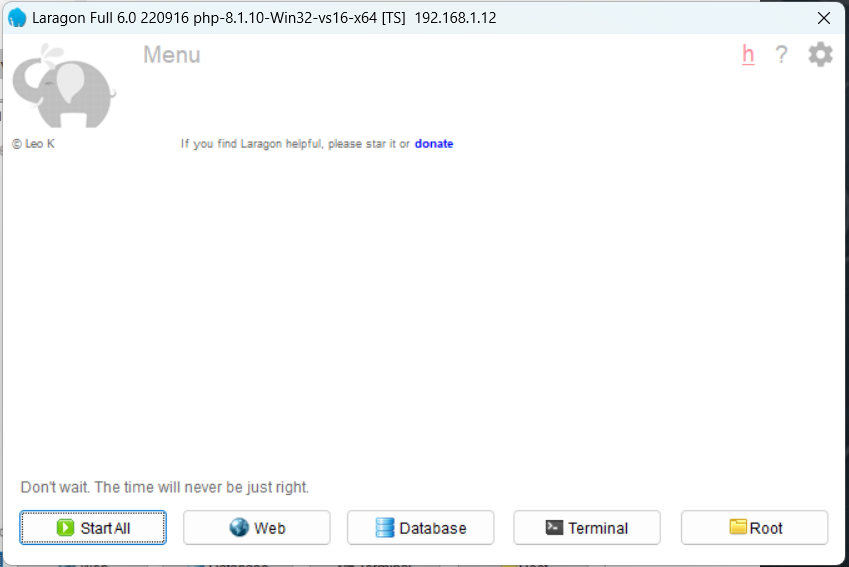 Laragon Full 6.0 220916 php-8.1.10-Win32-vs16-x64 [TS] 192.168.1.12
Menu
h ?
© Leo K
If you find Laragon helpful, please star it or donate
Don't wait. The time will never be just right.
Start All Web Database Terminal Root